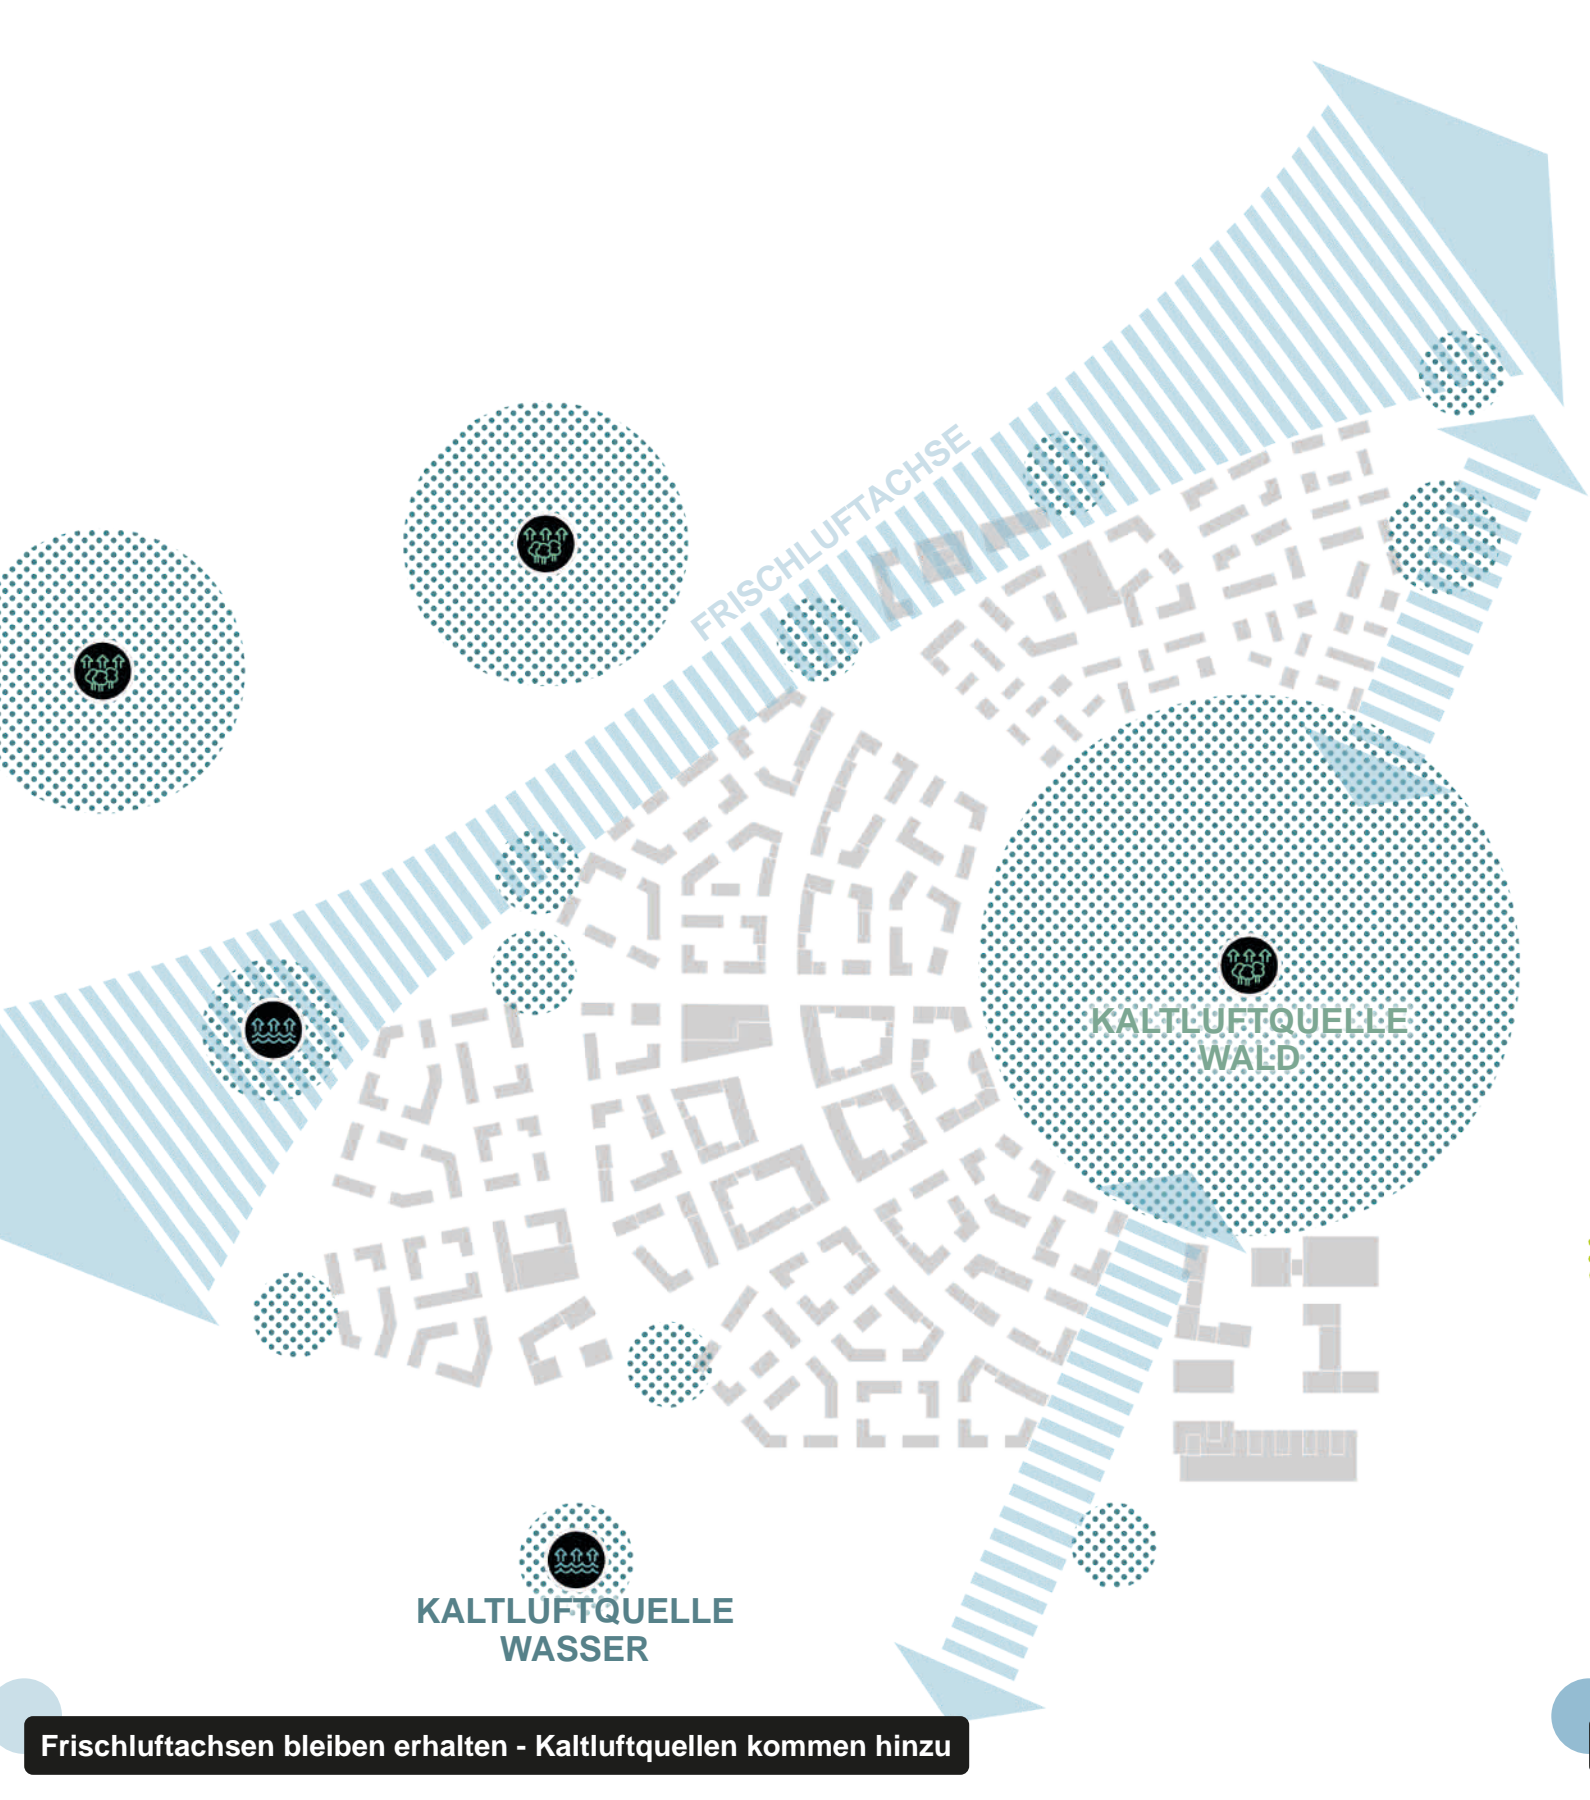 FRISCHLUFTACHSE
KALTLUFTQUELLE
WALD
KALTLUFTQUELLE
WASSER
Frischluftachsen bleiben erhalten - Kaltluftquellen kommen hinzu